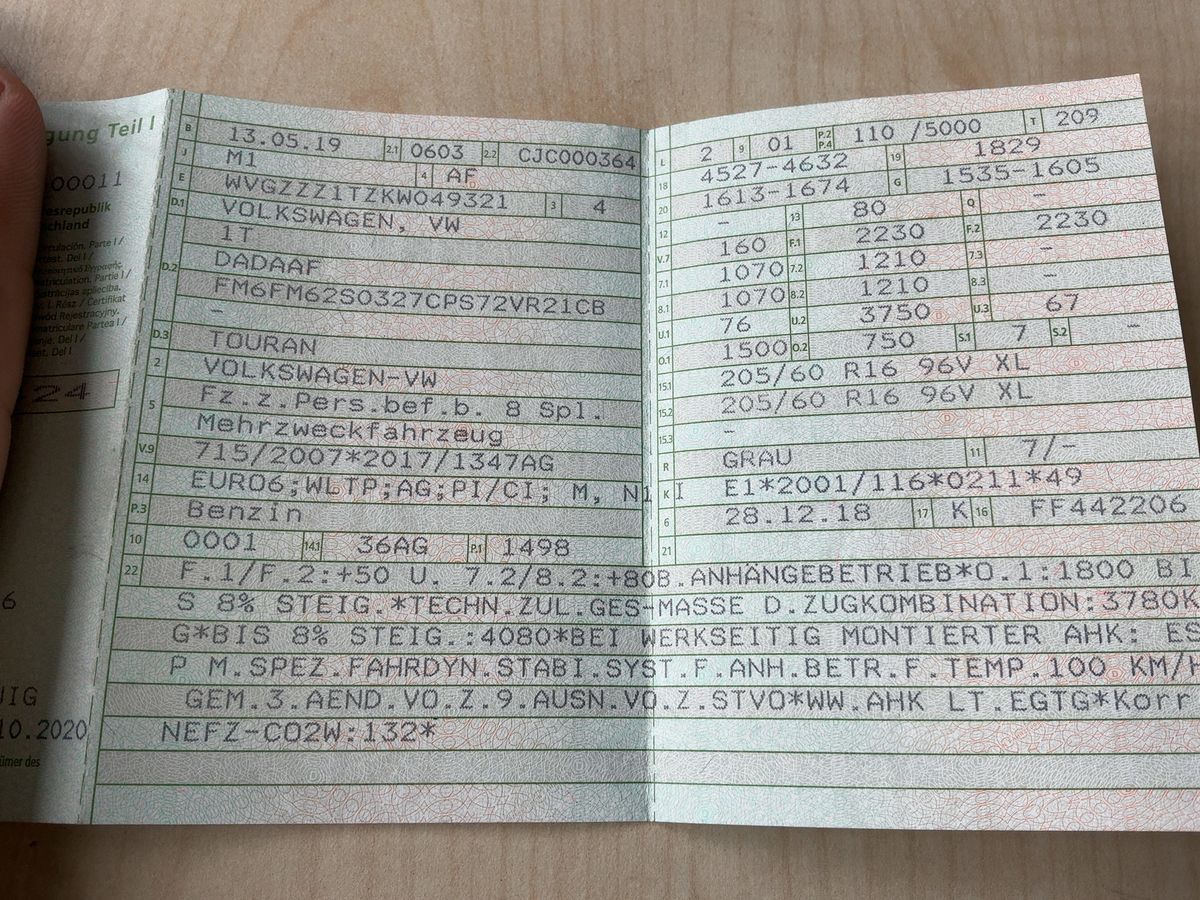 gung Teil I
00011
esrepublik
chland
6
IG
10.2020
B 13.05.19 2.1 0603 2.2 CJC000364
J M1 4 AF
E WVGZZZ1TZKW049321 3 4
D.1 VOLKSWAGEN, VW
1T
D.2 DADAAF
FM6FM62S0327CPS72VR21CB
–
D.3 TOURAN
2 VOLKSWAGEN-VW
5 Fz.z.Pers.bef.b. 8 Spl.
Mehrzweckfahrzeug
V.9 715/2007*2017/1347AG
14 EURO6;WLTP;AG;PI/CI; M, N1 I
P.3 Benzin
10 0001 14.1 36AG P.1 1498
L 2 9 01 P.2 P.4 110 /5000 T 209
18 4527-4632 19 1829
20 1613-1674 G 1535-1605
12 – 13 80 Q –
V.7 160 F.1 2230 F.2 2230
7.1 1070 7.2 1210 7.3 –
8.1 1070 8.2 1210 8.3 –
U.1 76 U.2 3750 U.3 67
O.1 1500 O.2 750 S.1 7 S.2 –
15.1 205/60 R16 96V XL
15.2 205/60 R16 96V XL
15.3 –
R GRAU 11 7/-
K E1*2001/116*0211*49
6 28.12.18 17 K 16 FF442206
21
22 F.1/F.2:+50 U. 7.2/8.2:+80B.ANHÄNGEBETRIEB*O.1:1800 BI
S 8% STEIG.*TECHN.ZUL.GES-MASSE D.ZUGKOMBINATION:3780K
G*BIS 8% STEIG.:4080*BEI WERKSEITIG MONTIERTER AHK: ES
P M.SPEZ.FAHRDYN.STABI.SYST.F.ANH.BETR.F.TEMP.100 KM/H
GEM.3.AEND.VO.Z.9.AUSN.VO.Z.STVO*WW.AHK LT.EGTG*Korr
NEFZ-CO2W:132*